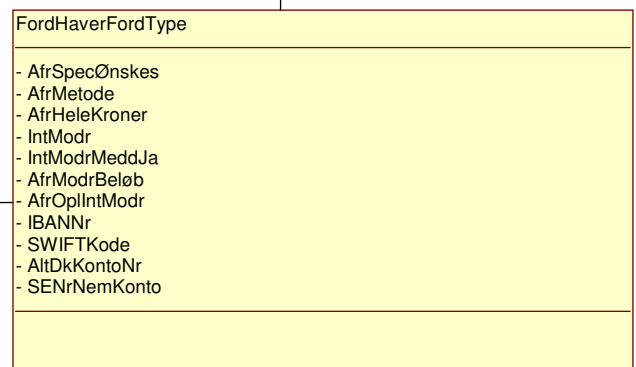 FordHaverFordType
- AfrSpecØnskes
- AfrMetode
- AfrHeleKroner
- IntModr
- IntModrMeddJa
- AfrModrBeløb
- AfrOplIntModr
- IBANNr
- SWIFTKode
- AltDkKontoNr
- SENrNemKonto